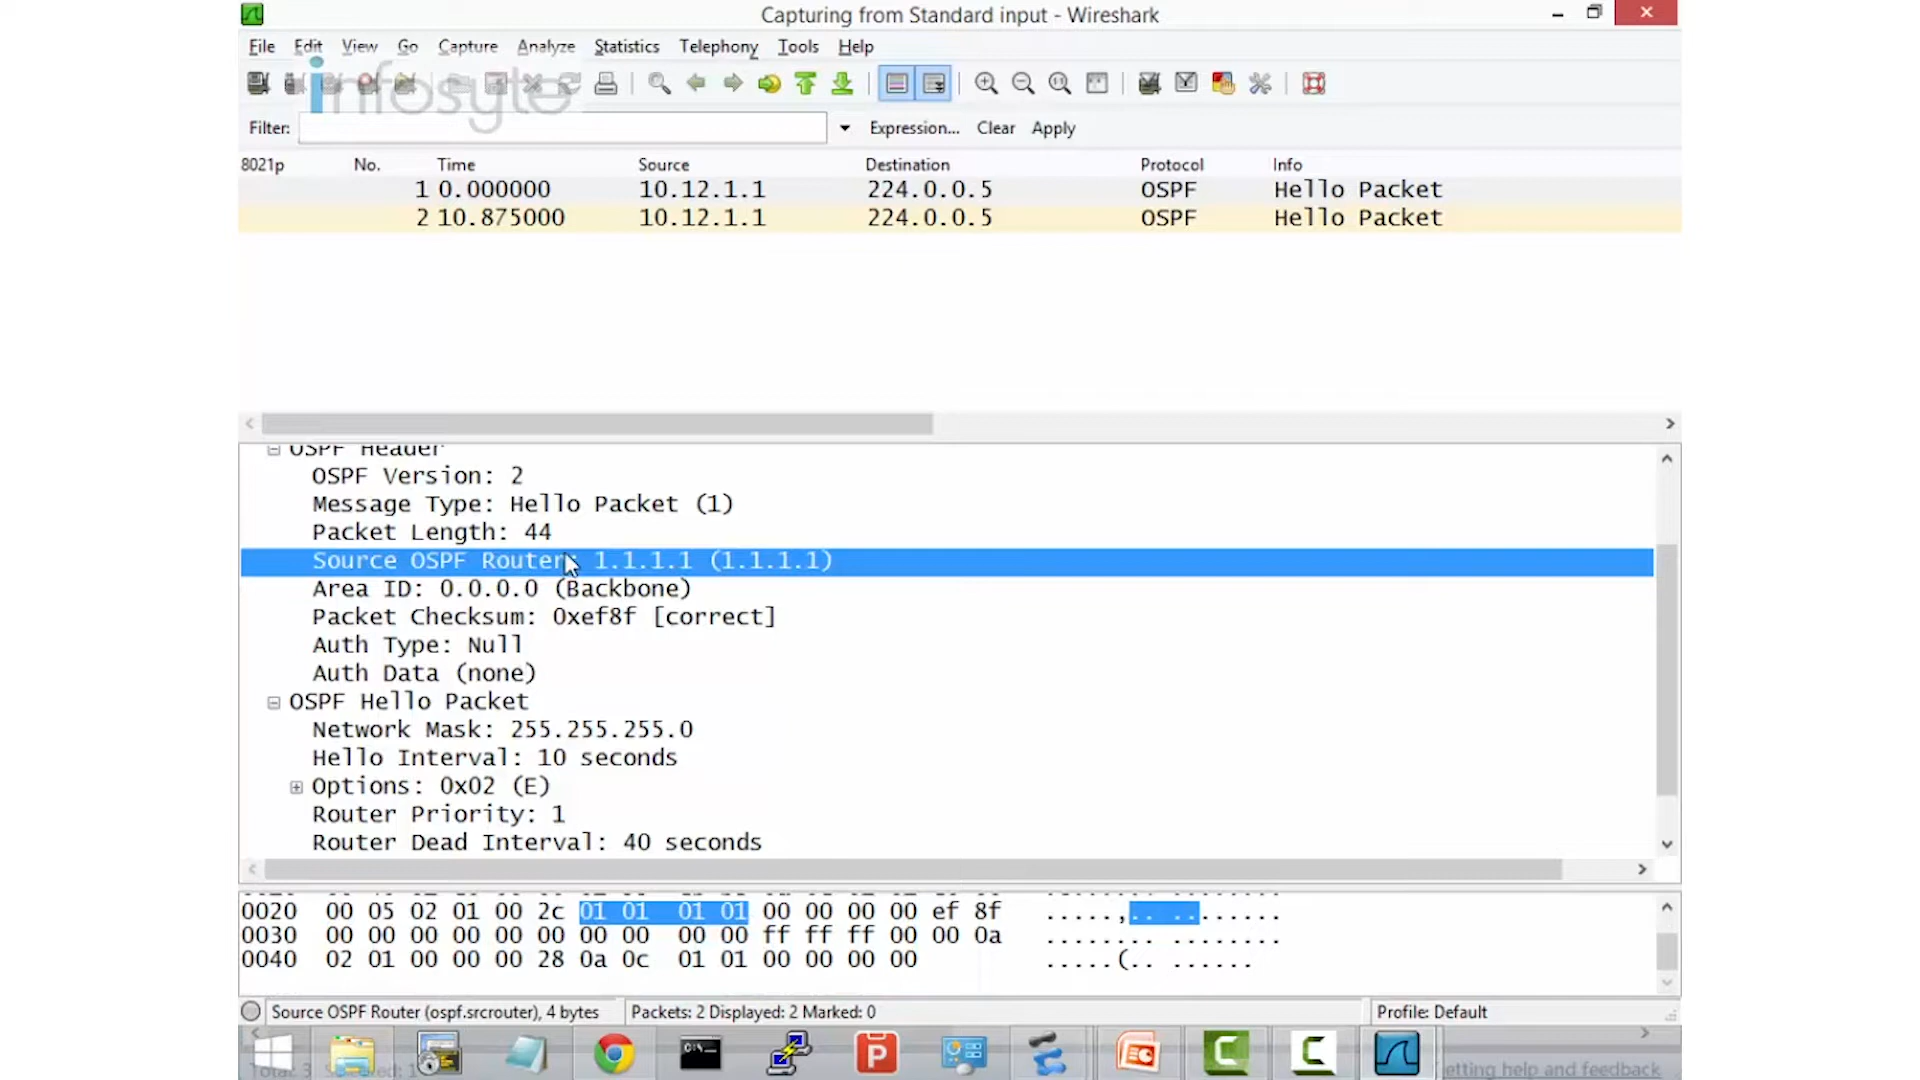 Capturing from Standard input - Wireshark
File Edit View Go Capture Analyze Statistics Telephony Tools Help
infosyte
Filter: Expression... Clear Apply
8021p No. Time Source Destination Protocol Info
1 0.000000 10.12.1.1 224.0.0.5 OSPF Hello Packet
2 10.875000 10.12.1.1 224.0.0.5 OSPF Hello Packet
OSPF Header
OSPF Version: 2
Message Type: Hello Packet (1)
Packet Length: 44
Source OSPF Router: 1.1.1.1 (1.1.1.1)
Area ID: 0.0.0.0 (Backbone)
Packet Checksum: 0xef8f [correct]
Auth Type: Null
Auth Data (none)
OSPF Hello Packet
Network Mask: 255.255.255.0
Hello Interval: 10 seconds
Options: 0x02 (E)
Router Priority: 1
Router Dead Interval: 40 seconds
0020 00 05 02 01 00 2c 01 01 01 01 00 00 00 00 ef 8f .....,.. ........
0030 00 00 00 00 00 00 00 00 00 00 ff ff ff 00 00 0a ........ ........
0040 02 01 00 00 00 28 0a 0c 01 01 00 00 00 00 .....(.. ......
Source OSPF Router (ospf.srcrouter), 4 bytes Packets: 2 Displayed: 2 Marked: 0 Profile: Default
etting help and feedback